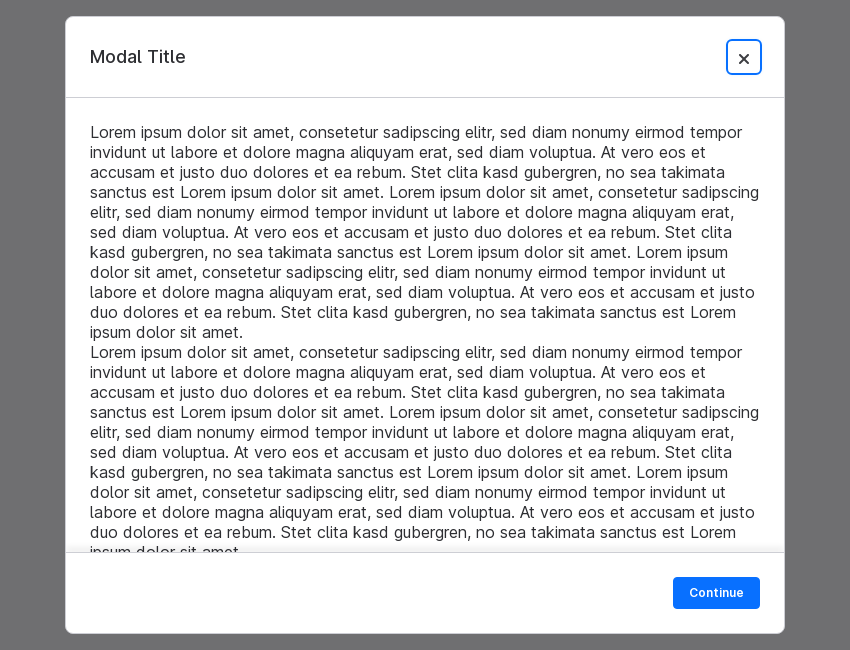 Modal Title
Lorem ipsum dolor sit amet, consetetur sadipscing elitr, sed diam nonumy eirmod tempor
invidunt ut labore et dolore magna aliquyam erat, sed diam voluptua. At vero eos et
accusam et justo duo dolores et ea rebum. Stet clita kasd gubergren, no sea takimata
sanctus est Lorem ipsum dolor sit amet. Lorem ipsum dolor sit amet, consetetur sadipscing
elitr, sed diam nonumy eirmod tempor invidunt ut labore et dolore magna aliquyam erat,
sed diam voluptua. At vero eos et accusam et justo duo dolores et ea rebum. Stet clita
kasd gubergren, no sea takimata sanctus est Lorem ipsum dolor sit amet. Lorem ipsum
dolor sit amet, consetetur sadipscing elitr, sed diam nonumy eirmod tempor invidunt ut
labore et dolore magna aliquyam erat, sed diam voluptua. At vero eos et accusam et justo
duo dolores et ea rebum. Stet clita kasd gubergren, no sea takimata sanctus est Lorem
ipsum dolor sit amet.
Lorem ipsum dolor sit amet, consetetur sadipscing elitr, sed diam nonumy eirmod tempor
invidunt ut labore et dolore magna aliquyam erat, sed diam voluptua. At vero eos et
accusam et justo duo dolores et ea rebum. Stet clita kasd gubergren, no sea takimata
sanctus est Lorem ipsum dolor sit amet. Lorem ipsum dolor sit amet, consetetur sadipscing
elitr, sed diam nonumy eirmod tempor invidunt ut labore et dolore magna aliquyam erat,
sed diam voluptua. At vero eos et accusam et justo duo dolores et ea rebum. Stet clita
kasd gubergren, no sea takimata sanctus est Lorem ipsum dolor sit amet. Lorem ipsum
dolor sit amet, consetetur sadipscing elitr, sed diam nonumy eirmod tempor invidunt ut
labore et dolore magna aliquyam erat, sed diam voluptua. At vero eos et accusam et justo
duo dolores et ea rebum. Stet clita kasd gubergren, no sea takimata sanctus est Lorem
ipsum dolor sit amet.
Continue